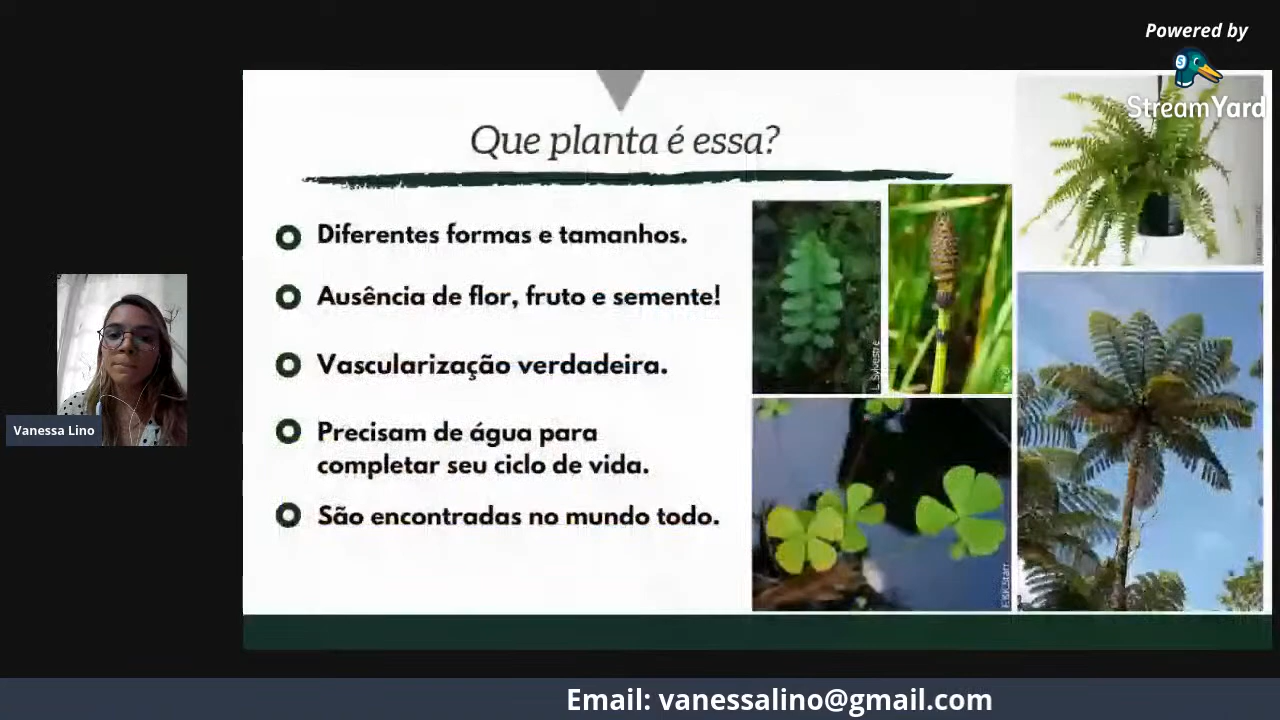 Powered by
StreamYard
Que planta é essa?
Diferentes formas e tamanhos.
Ausência de flor, fruto e semente!
Vascularização verdadeira.
Precisam de água para
completar seu ciclo de vida.
São encontradas no mundo todo.
L. Sylvestre
Vanessa Lino
Email: vanessalino@gmail.com